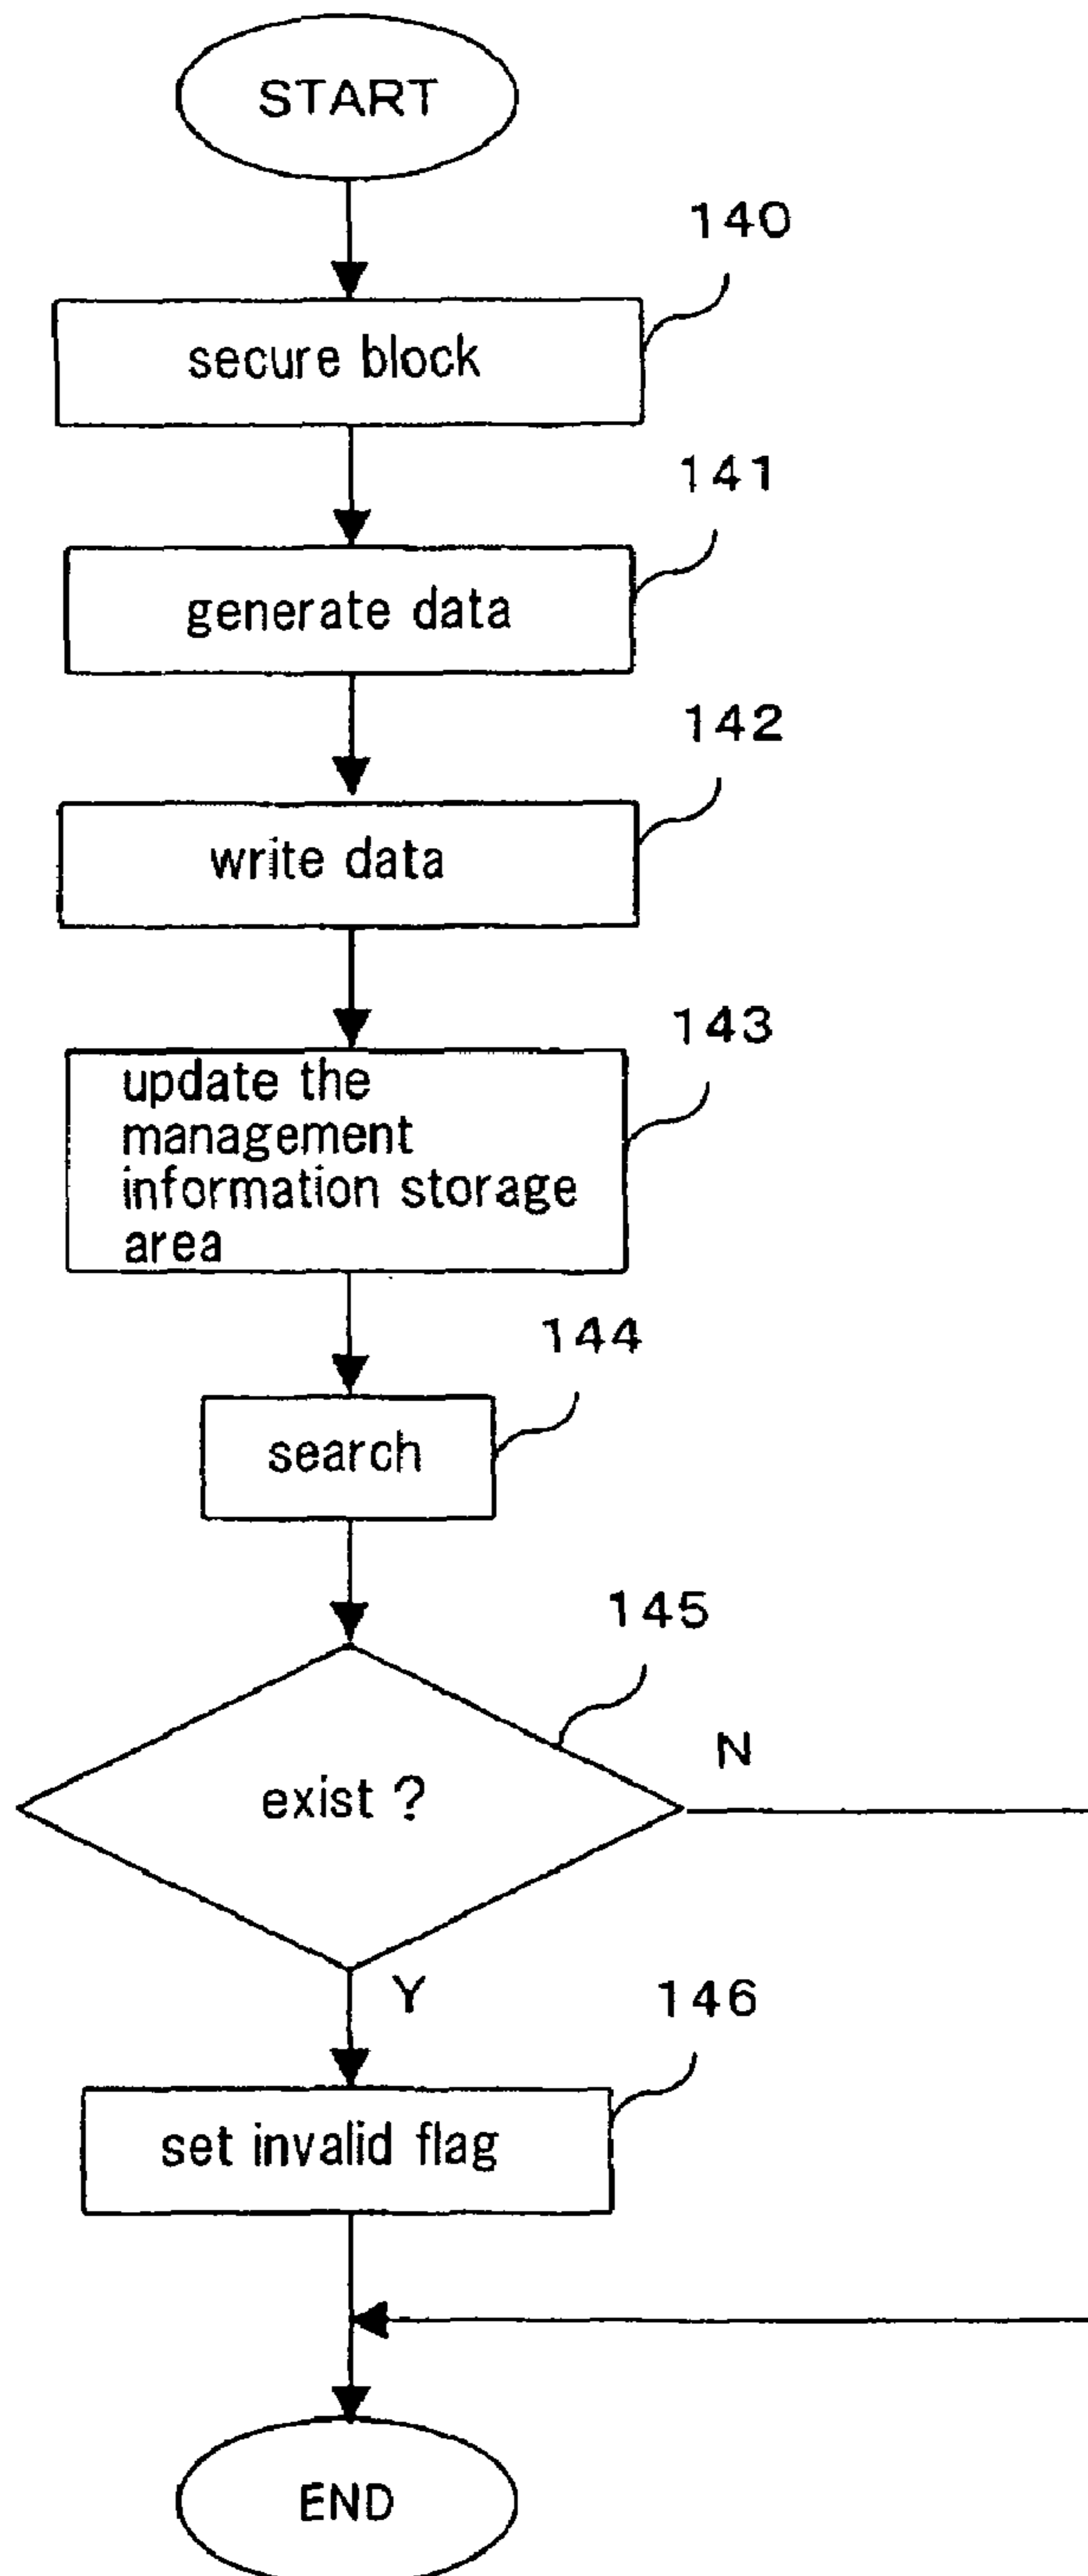 START
140
secure block
141
generate data
142
write data
143
update the
management
information storage
area
144
search
145
exist ?
N
Y
146
set invalid flag
END